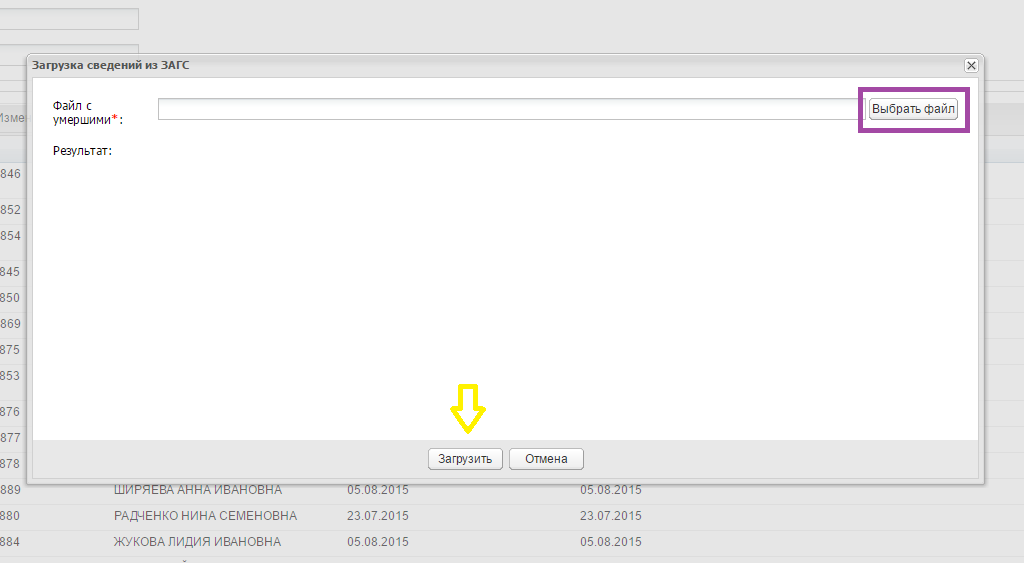 Загрузка сведений из ЗАГС
Файл с
умершими*:
Выбрать файл
Результат:
Изме
846
852
854
845
850
869
875
853
876
877
878
Загрузить Отмена
889 ШИРЯЕВА АННА ИВАНОВНА 05.08.2015 05.08.2015
880 РАДЧЕНКО НИНА СЕМЕНОВНА 23.07.2015 23.07.2015
884 ЖУКОВА ЛИДИЯ ИВАНОВНА 05.08.2015 05.08.2015